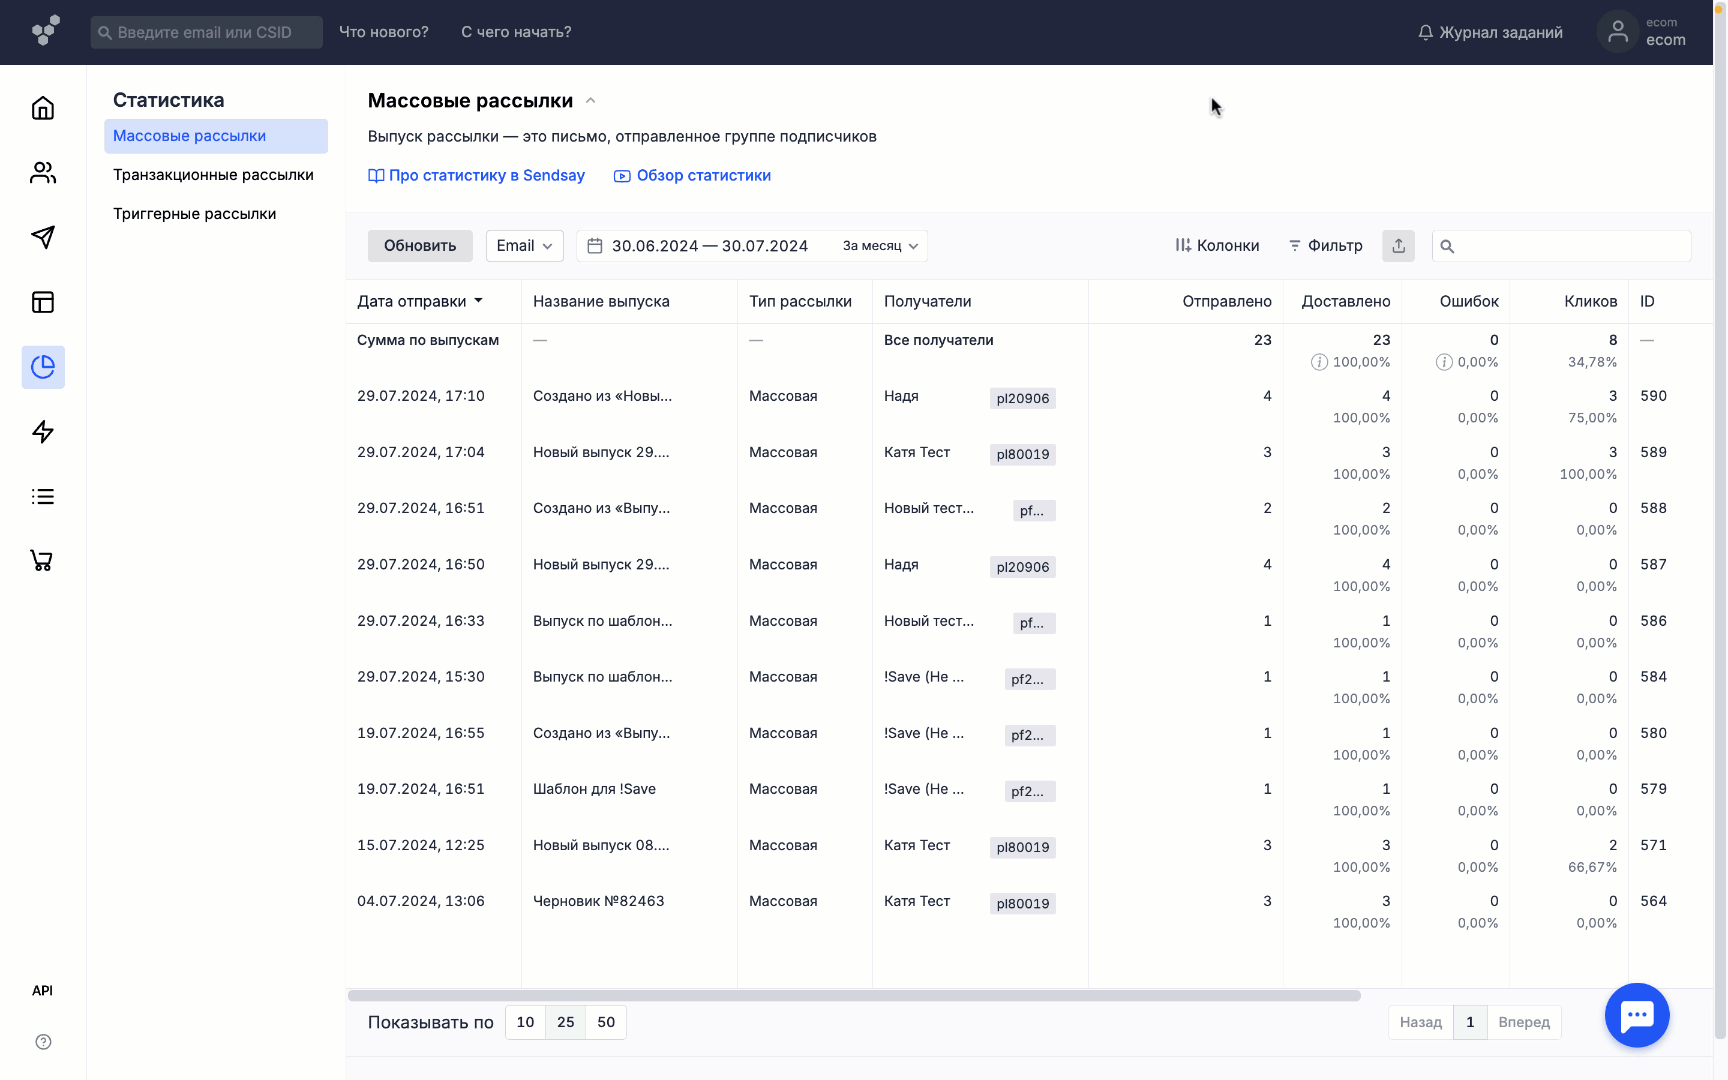 Введите email или CSID
Что нового?
С чего начать?
Журнал заданий
ecom
ecom
Статистика
Массовые рассылки
Транзакционные рассылки
Триггерные рассылки
API
Массовые рассылки
Выпуск рассылки — это письмо, отправленное группе подписчиков
Про статистику в Sendsay
Обзор статистики
Обновить
Email
30.06.2024 — 30.07.2024 За месяц
Колонки
Фильтр
Дата отправки Название выпуска Тип рассылки Получатели Отправлено Доставлено Ошибок Кликов ID
Сумма по выпускам — — Все получатели 23 23 0 8 —
100,00% 0,00% 34,78%
29.07.2024, 17:10 Создано из «Новы... Массовая Надя pl20906 4 4 0 3 590
100,00% 0,00% 75,00%
29.07.2024, 17:04 Новый выпуск 29.... Массовая Катя Тест pl80019 3 3 0 3 589
100,00% 0,00% 100,00%
29.07.2024, 16:51 Создано из «Выпу... Массовая Новый тест... pf... 2 2 0 0 588
100,00% 0,00% 0,00%
29.07.2024, 16:50 Новый выпуск 29.... Массовая Надя pl20906 4 4 0 0 587
100,00% 0,00% 0,00%
29.07.2024, 16:33 Выпуск по шаблон... Массовая Новый тест... pf... 1 1 0 0 586
100,00% 0,00% 0,00%
29.07.2024, 15:30 Выпуск по шаблон... Массовая !Save (Не ... pf2... 1 1 0 0 584
100,00% 0,00% 0,00%
19.07.2024, 16:55 Создано из «Выпу... Массовая !Save (Не ... pf2... 1 1 0 0 580
100,00% 0,00% 0,00%
19.07.2024, 16:51 Шаблон для !Save Массовая !Save (Не ... pf2... 1 1 0 0 579
100,00% 0,00% 0,00%
15.07.2024, 12:25 Новый выпуск 08.... Массовая Катя Тест pl80019 3 3 0 2 571
100,00% 0,00% 66,67%
04.07.2024, 13:06 Черновик №82463 Массовая Катя Тест pl80019 3 3 0 0 564
100,00% 0,00% 0,00%
Показывать по 10 25 50
Назад 1 Вперед